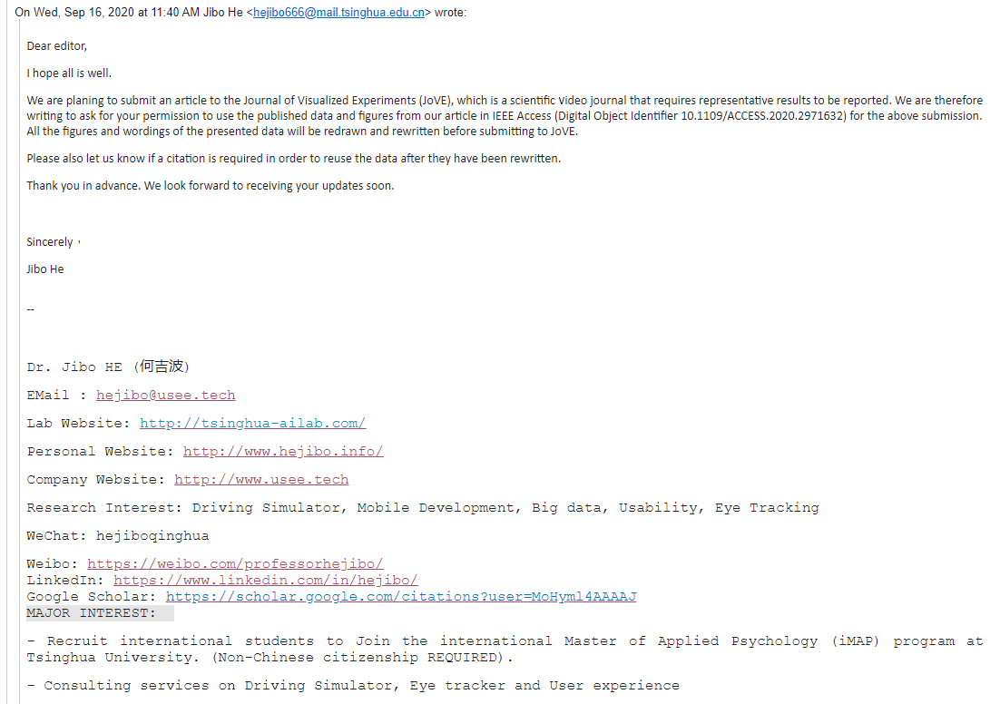 On Wed, Sep 16, 2020 at 11:40 AM Jibo He <hejibo666@mail.tsinghua.edu.cn> wrote:
Dear editor,
I hope all is well.
We are planing to submit an article to the Journal of Visualized Experiments (JoVE), which is a scientific video journal that requires representative results to be reported. We are therefore
writing to ask for your permission to use the published data and figures from our article in IEEE Access (Digital Object Identifier 10.1109/ACCESS.2020.2971632) for the above submission.
All the figures and wordings of the presented data will be redrawn and rewritten before submitting to JoVE.
Please also let us know if a citation is required in order to reuse the data after they have been rewritten.
Thank you in advance. We look forward to receiving your updates soon.
Sincerely，
Jibo He
--
Dr. Jibo HE (何吉波)
EMail : hejibo@usee.tech
Lab Website: http://tsinghua-ailab.com/
Personal Website: http://www.hejibo.info/
Company Website: http://www.usee.tech
Research Interest: Driving Simulator, Mobile Development, Big data, Usability, Eye Tracking
WeChat: hejiboqinghua
Weibo: https://weibo.com/professorhejibo/
LinkedIn: https://www.linkedin.com/in/hejibo/
Google Scholar: https://scholar.google.com/citations?user=MoHyml4AAAAJ
MAJOR INTEREST:
- Recruit international students to Join the international Master of Applied Psychology (iMAP) program at
Tsinghua University. (Non-Chinese citizenship REQUIRED).
- Consulting services on Driving Simulator, Eye tracker and User experience